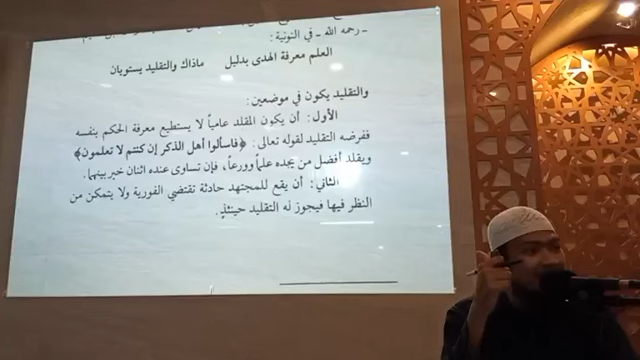 ـ رحمه الله ـ في النونية:
العلم معرفة الهدى بدليل ماذاك والتقليد يستويان
والتقليد يكون في موضعين:
الأول: أن يكون المقلد عامياً لا يستطيع معرفة الحكم بنفسه
ففرضه التقليد لقوله تعالى: ﴿فاسألوا أهل الذكر إن كنتم لا تعلمون﴾
ويقلد أفضل من يجده علماً وورعاً، فإن تساوى عنده اثنان خير بينهما.
الثاني: أن يقع للمجتهد حادثة تقتضي الفورية ولا يتمكن من
النظر فيها فيجوز له التقليد حينئذ.